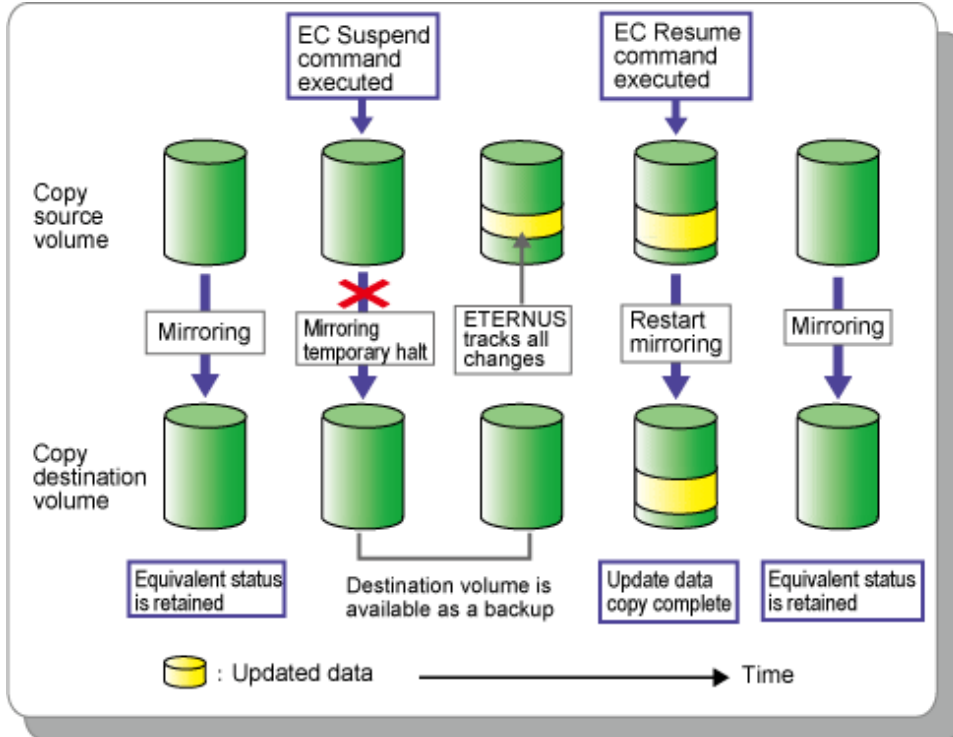 EC Suspend
command
executed
EC Resume
command
executed
Copy
source
volume
Mirroring
Mirroring
temporary halt
ETERNUS
tracks all
changes
Restart
mirroring
Mirroring
Copy
destination
volume
Equivalent status
is retained
Destination volume is
available as a backup
Update data
copy complete
Equivalent status
is retained
: Updated data
Time